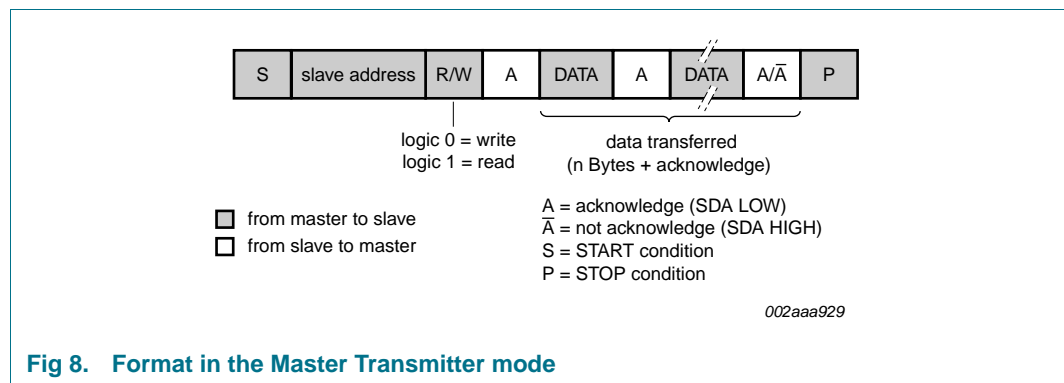 S slave address R/W A DATA A DATA A/A̅ P
logic 0 = write
logic 1 = read
data transferred
(n Bytes + acknowledge)
from master to slave
from slave to master
A = acknowledge (SDA LOW)
A̅ = not acknowledge (SDA HIGH)
S = START condition
P = STOP condition
002aaa929
Fig 8. Format in the Master Transmitter mode